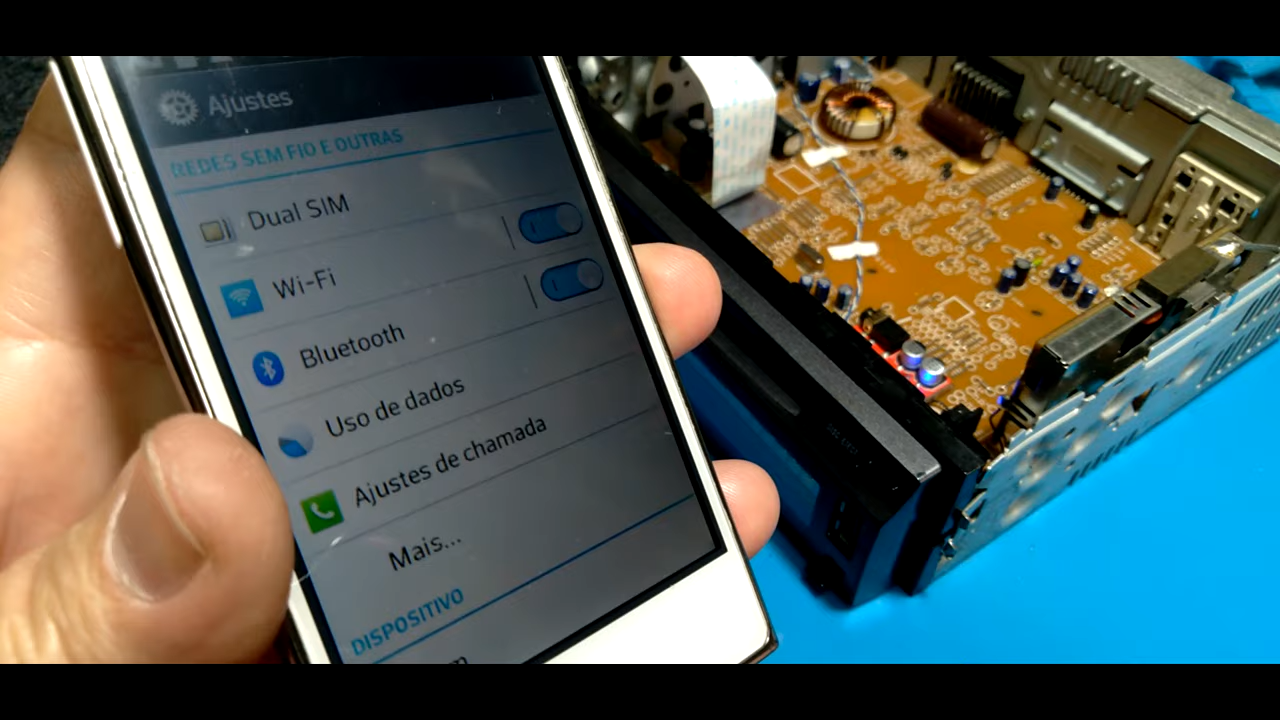 Ajustes
REDES SEM FIO E OUTRAS
Dual SIM
Wi-Fi
Bluetooth
Uso de dados
Ajustes de chamada
Mais...
DISPOSITIVO